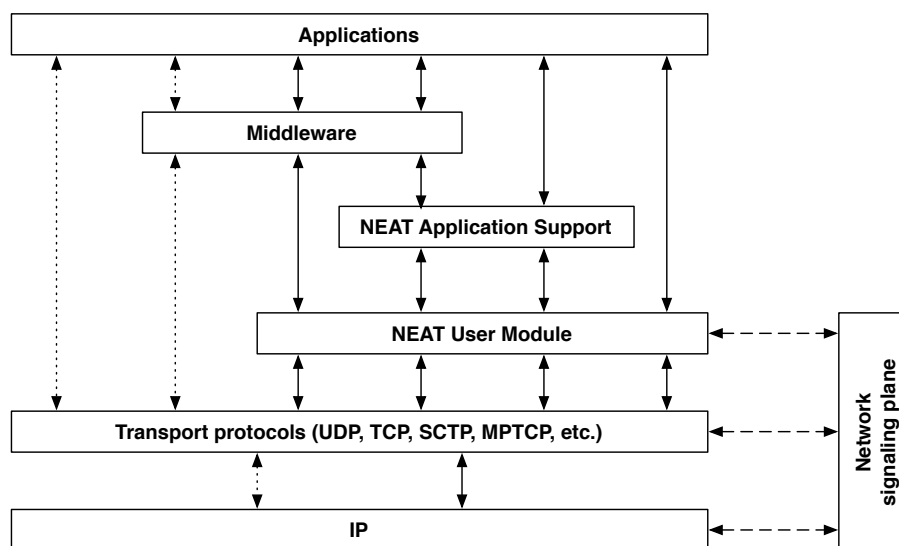 Applications
Middleware
NEAT Application Support
NEAT User Module
Transport protocols (UDP, TCP, SCTP, MPTCP, etc.)
IP
Network
signaling plane